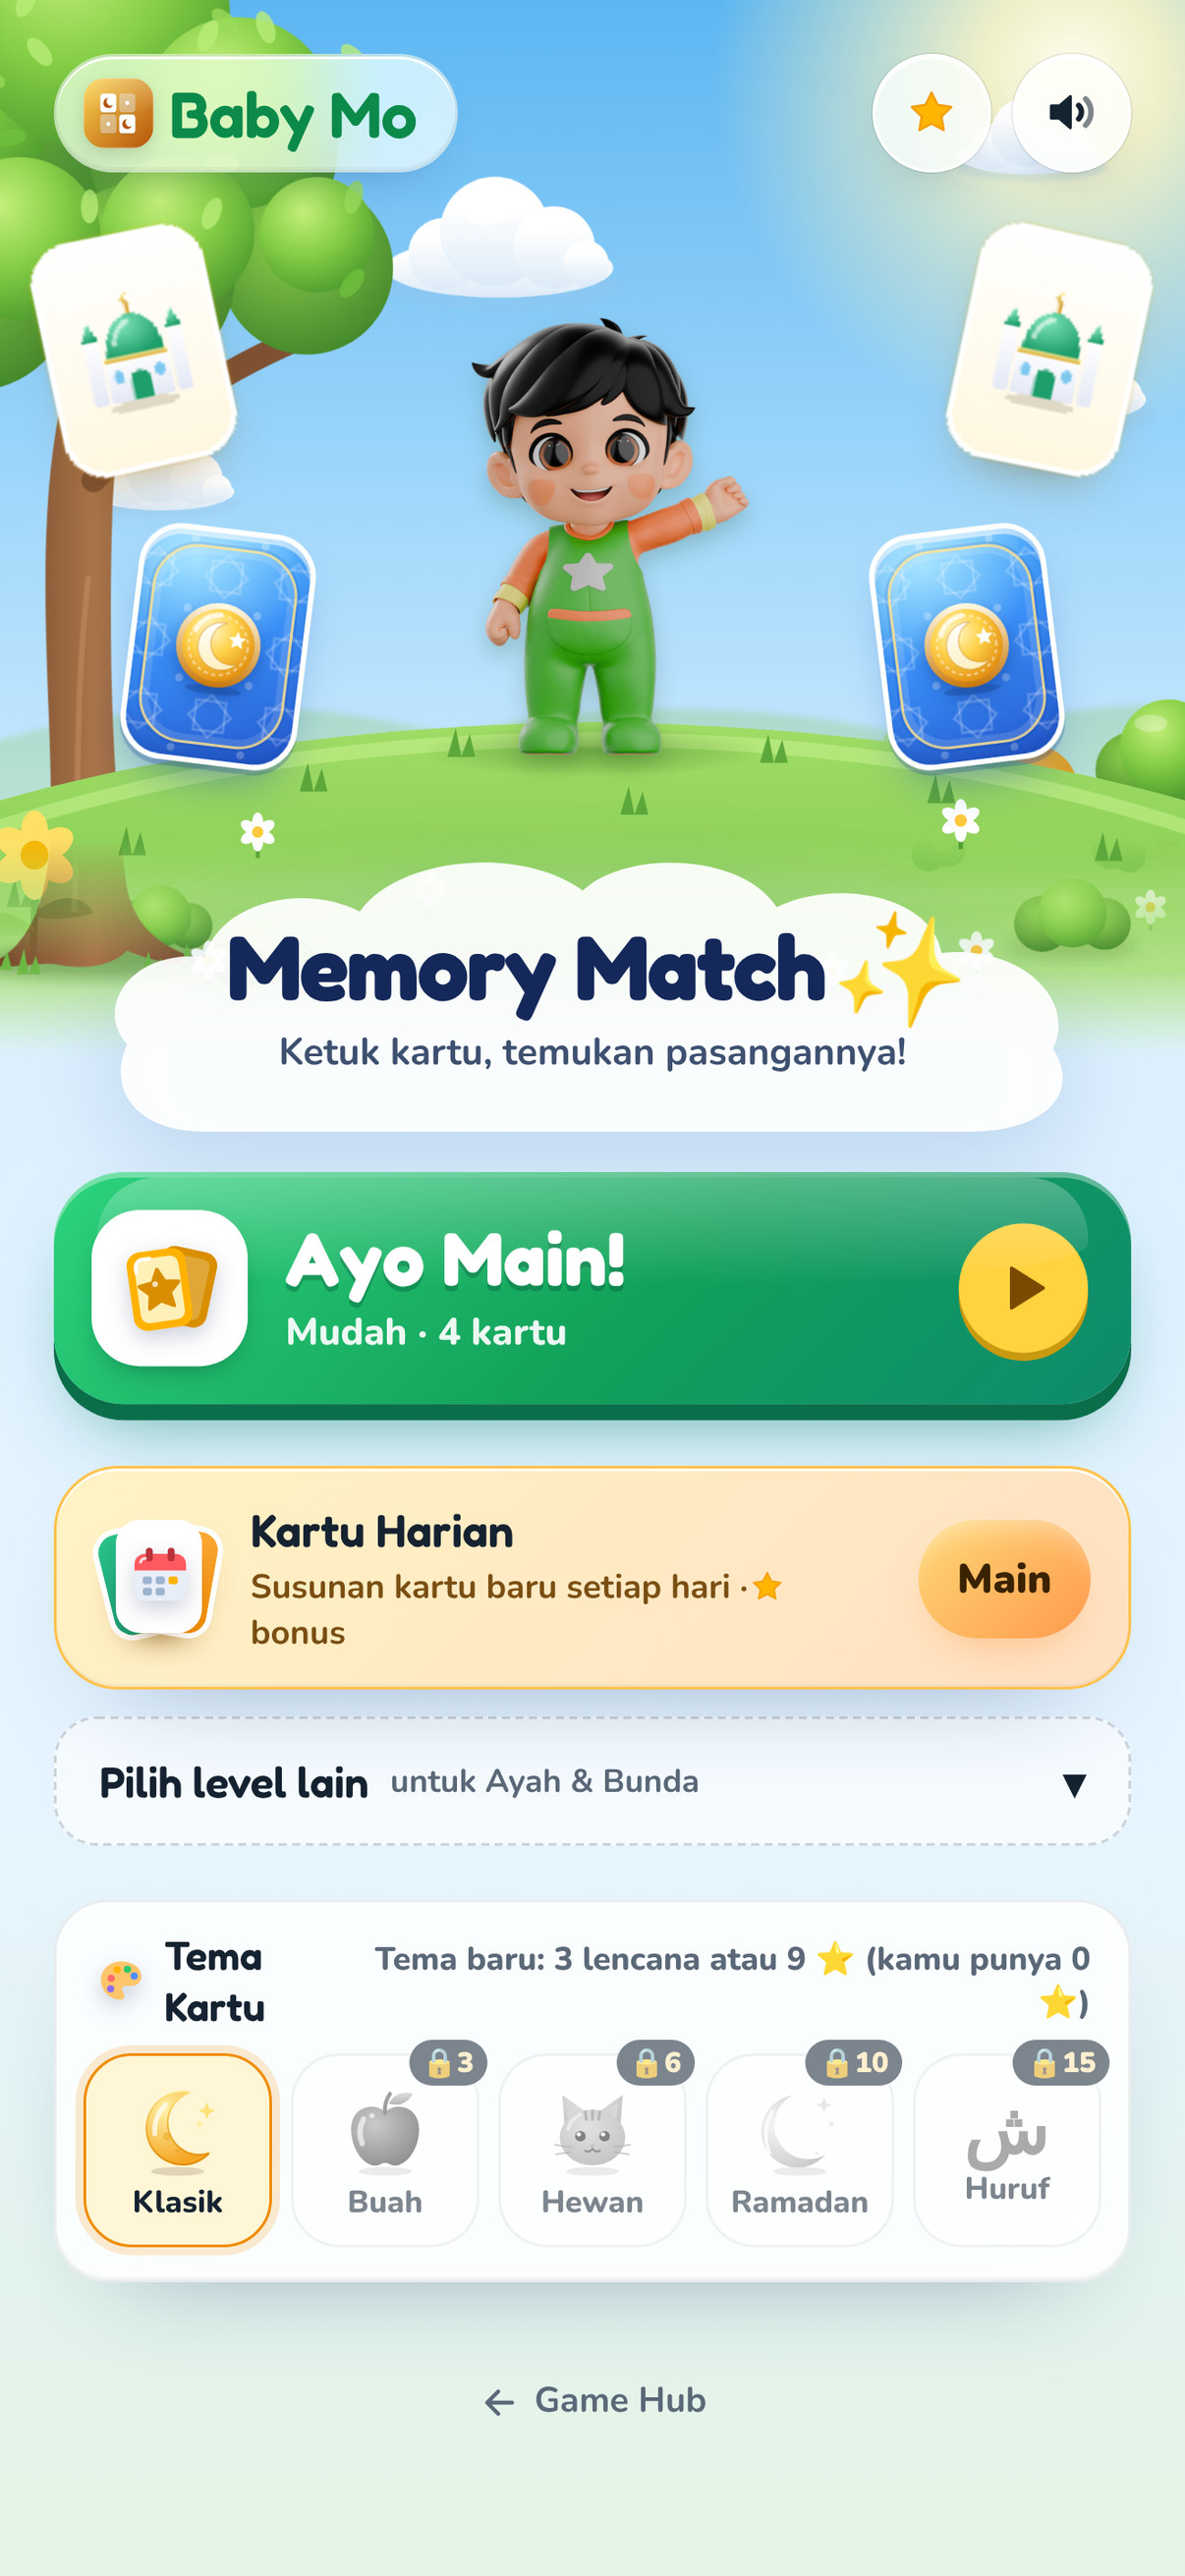 Baby Mo
Memory Match✨
Ketuk kartu, temukan pasangannya!
Ayo Main!
Mudah · 4 kartu
Kartu Harian
Susunan kartu baru setiap hari · ⭐
bonus
Main
Pilih level lain untuk Ayah & Bunda ▼
Tema
Kartu
Tema baru: 3 lencana atau 9 ⭐ (kamu punya 0
⭐)
🔒3
🔒6
🔒10
🔒15
ش
Klasik
Buah
Hewan
Ramadan
Huruf
← Game Hub